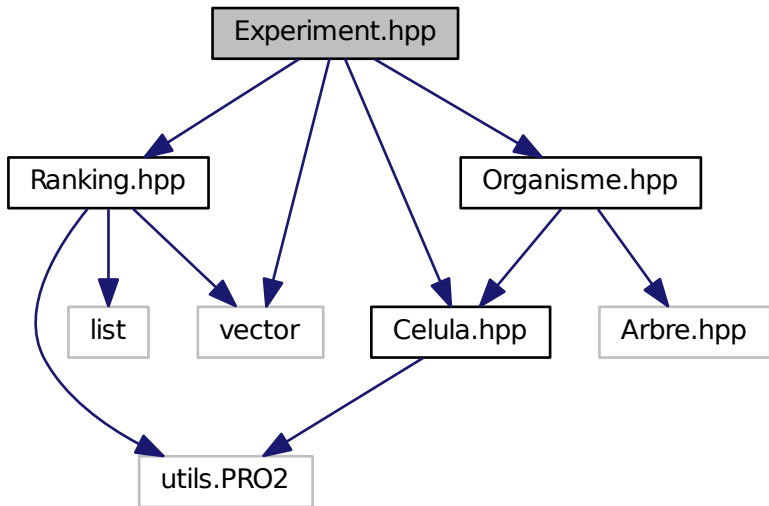 Experiment.hpp
Ranking.hpp
Organisme.hpp
list
vector
Celula.hpp
Arbre.hpp
utils.PRO2